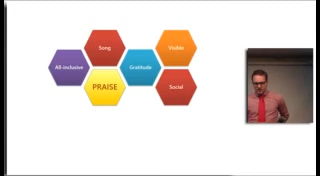 Song
Visible
All-inclusive
Gratitude
PRAISE
Social